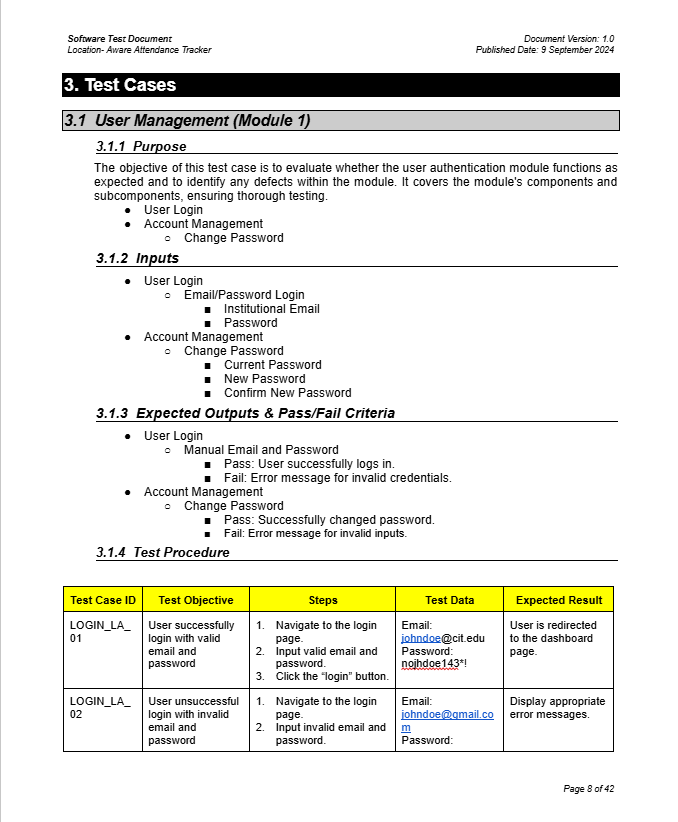 Software Test Document
Document Version: 1.0
Location- Aware Attendance Tracker
Published Date: 9 September 2024
3. Test Cases
3.1 User Management (Module 1)
3.1.1 Purpose
The objective of this test case is to evaluate whether the user authentication module functions as
expected and to identify any defects within the module. It covers the module's components and
subcomponents, ensuring thorough testing.
● User Login
● Account Management
○ Change Password
3.1.2 Inputs
● User Login
○ Email/Password Login
■ Institutional Email
■ Password
● Account Management
○ Change Password
■ Current Password
■ New Password
■ Confirm New Password
3.1.3 Expected Outputs & Pass/Fail Criteria
● User Login
○ Manual Email and Password
■ Pass: User successfully logs in.
■ Fail: Error message for invalid credentials.
● Account Management
○ Change Password
■ Pass: Successfully changed password.
■ Fail: Error message for invalid inputs.
3.1.4 Test Procedure
Test Case ID
Test Objective
Steps
Test Data
Expected Result
LOGIN_LA_
01
User successfully
login with valid
email and
password
1. Navigate to the login
page.
2. Input valid email and
password.
3. Click the “login” button.
Email:
johndoe@cit.edu
Password:
nojhdoe143*!
User is redirected
to the dashboard
page.
LOGIN_LA_
02
User unsuccessful
login with invalid
email and
password
1. Navigate to the login
page.
2. Input invalid email and
password.
Email:
johndoe@gmail.co
m
Password:
Display appropriate
error messages.
Page 8 of 42